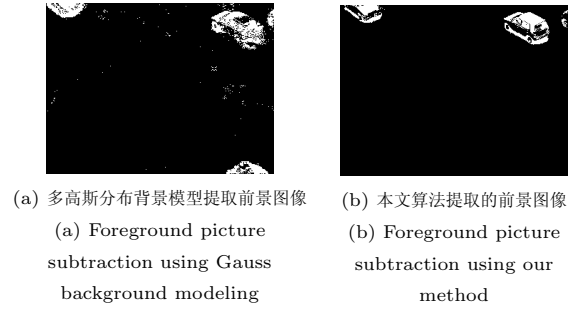 (a) 多高斯分布背景模型提取前景图像
(a) Foreground picture
subtraction using Gauss
background modeling
(b) 本文算法提取的前景图像
(b) Foreground picture
subtraction using our
method